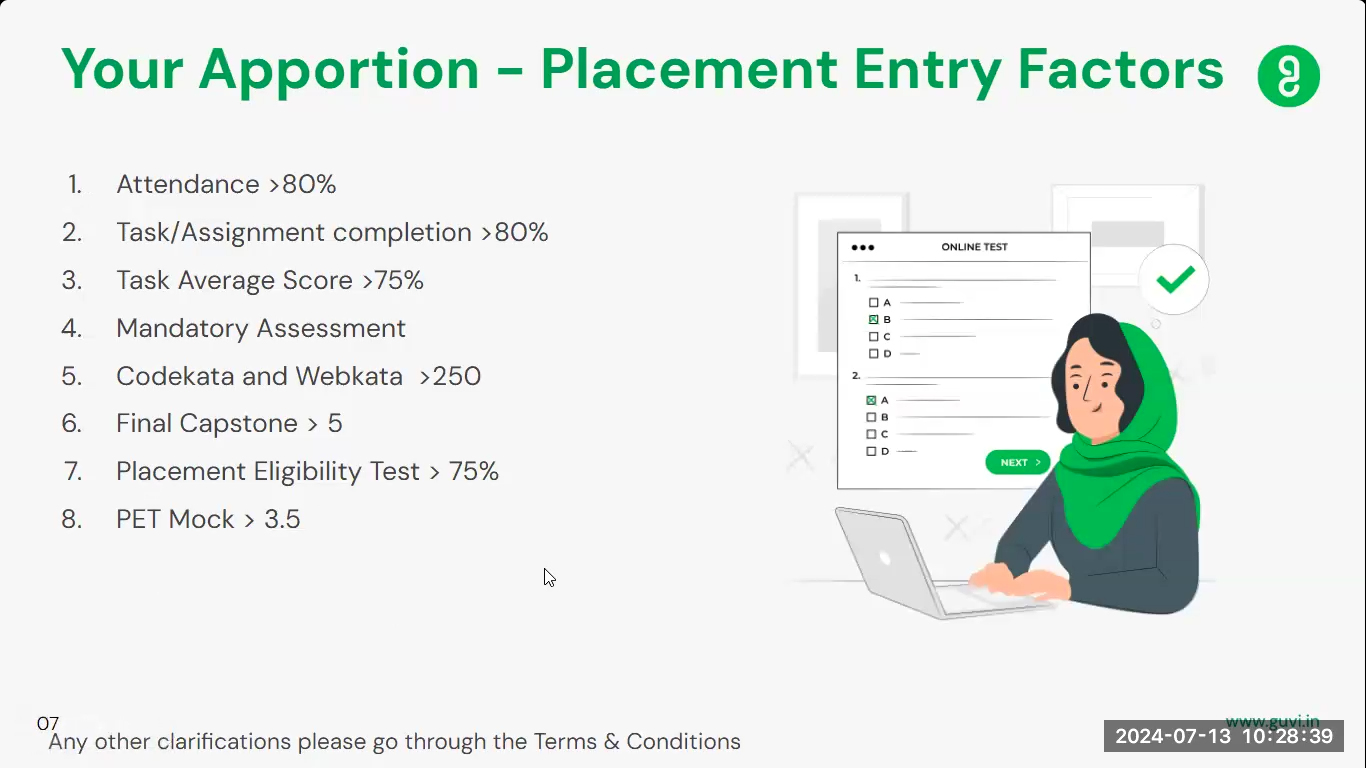 Your Apportion - Placement Entry Factors
1. Attendance >80%
2. Task/Assignment completion >80%
3. Task Average Score >75%
4. Mandatory Assessment
5. Codekata and Webkata >250
6. Final Capstone > 5
7. Placement Eligibility Test > 75%
8. PET Mock > 3.5
ONLINE TEST
1.
A
B
C
D
2.
A
B
C
D
NEXT >
07
www.guvi.in
Any other clarifications please go through the Terms & Conditions
2024-07-13 10:28:39